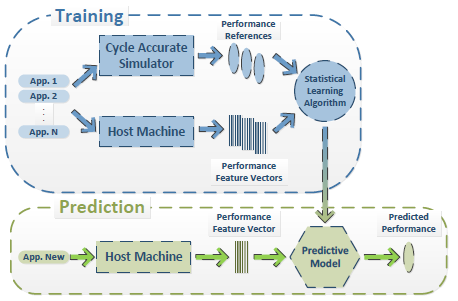 Training
Performance
References
Cycle Accurate
Simulator
Statistical
Learning
Algorithm
App. 1
App. 2
App. N
Host Machine
Performance
Feature Vectors
Prediction
Performance
Feature Vector
Predicted
Performance
App. New
Host Machine
Predictive
Model